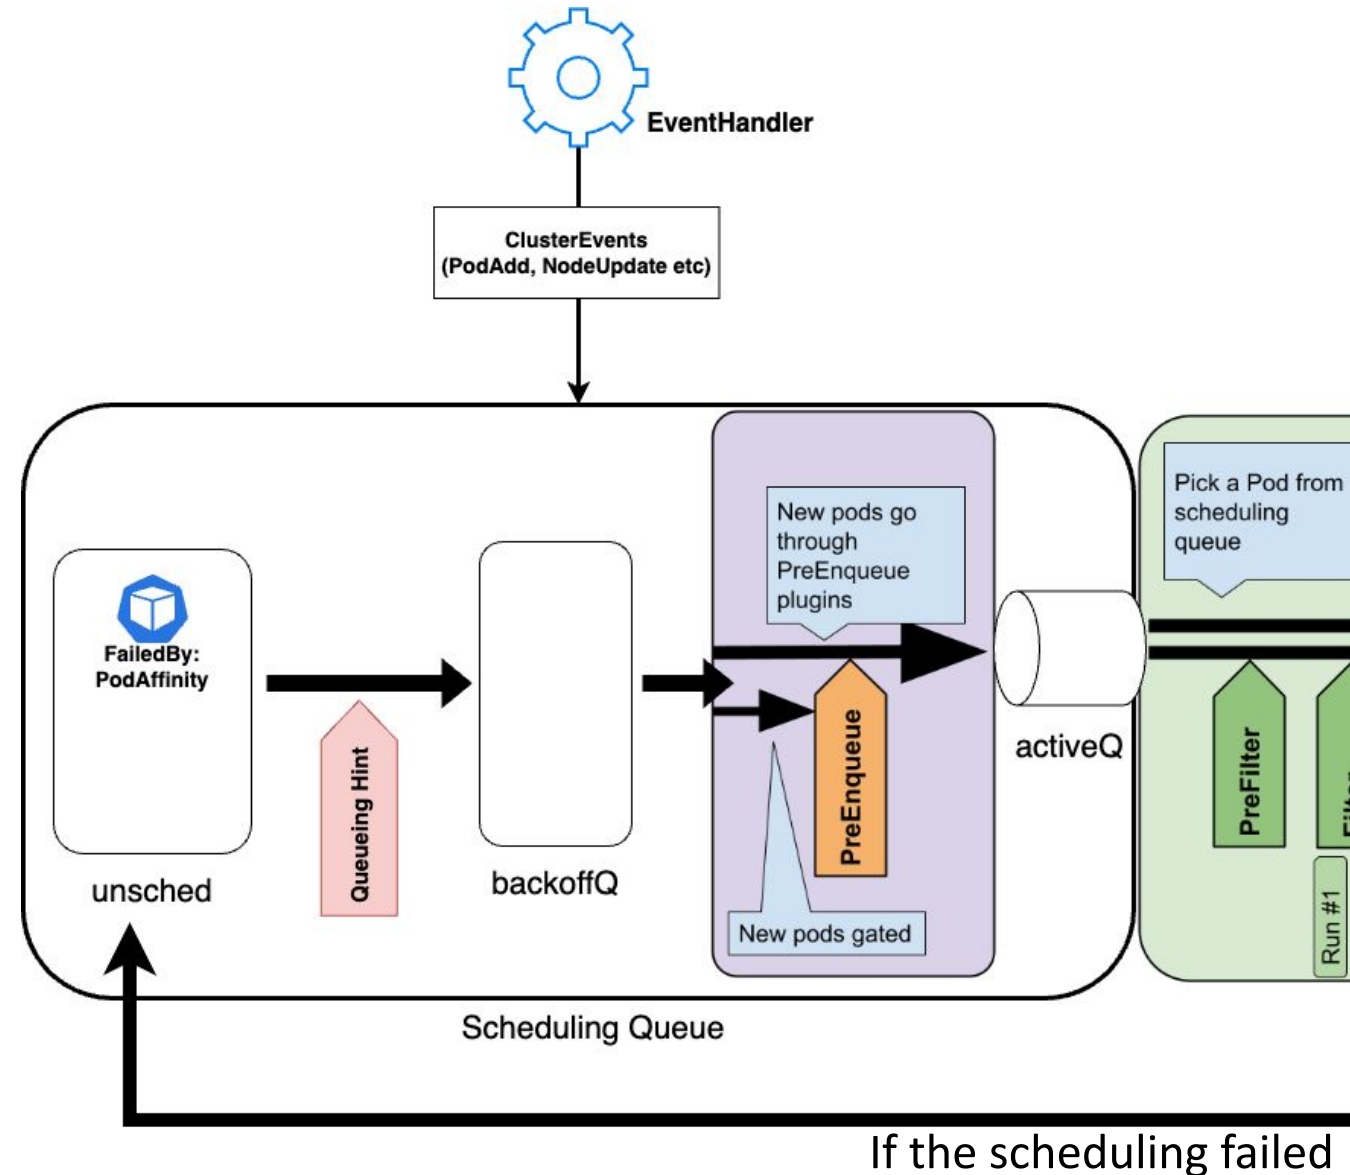 EventHandler
ClusterEvents
(PodAdd, NodeUpdate etc)
New pods go
through
PreEnqueue
plugins
Pick a Pod from
scheduling
queue
FailedBy:
PodAffinity
Queueing Hint
PreEnqueue
activeQ
PreFilter
unsched
backoffQ
New pods gated
Run #1
Scheduling Queue
If the scheduling failed